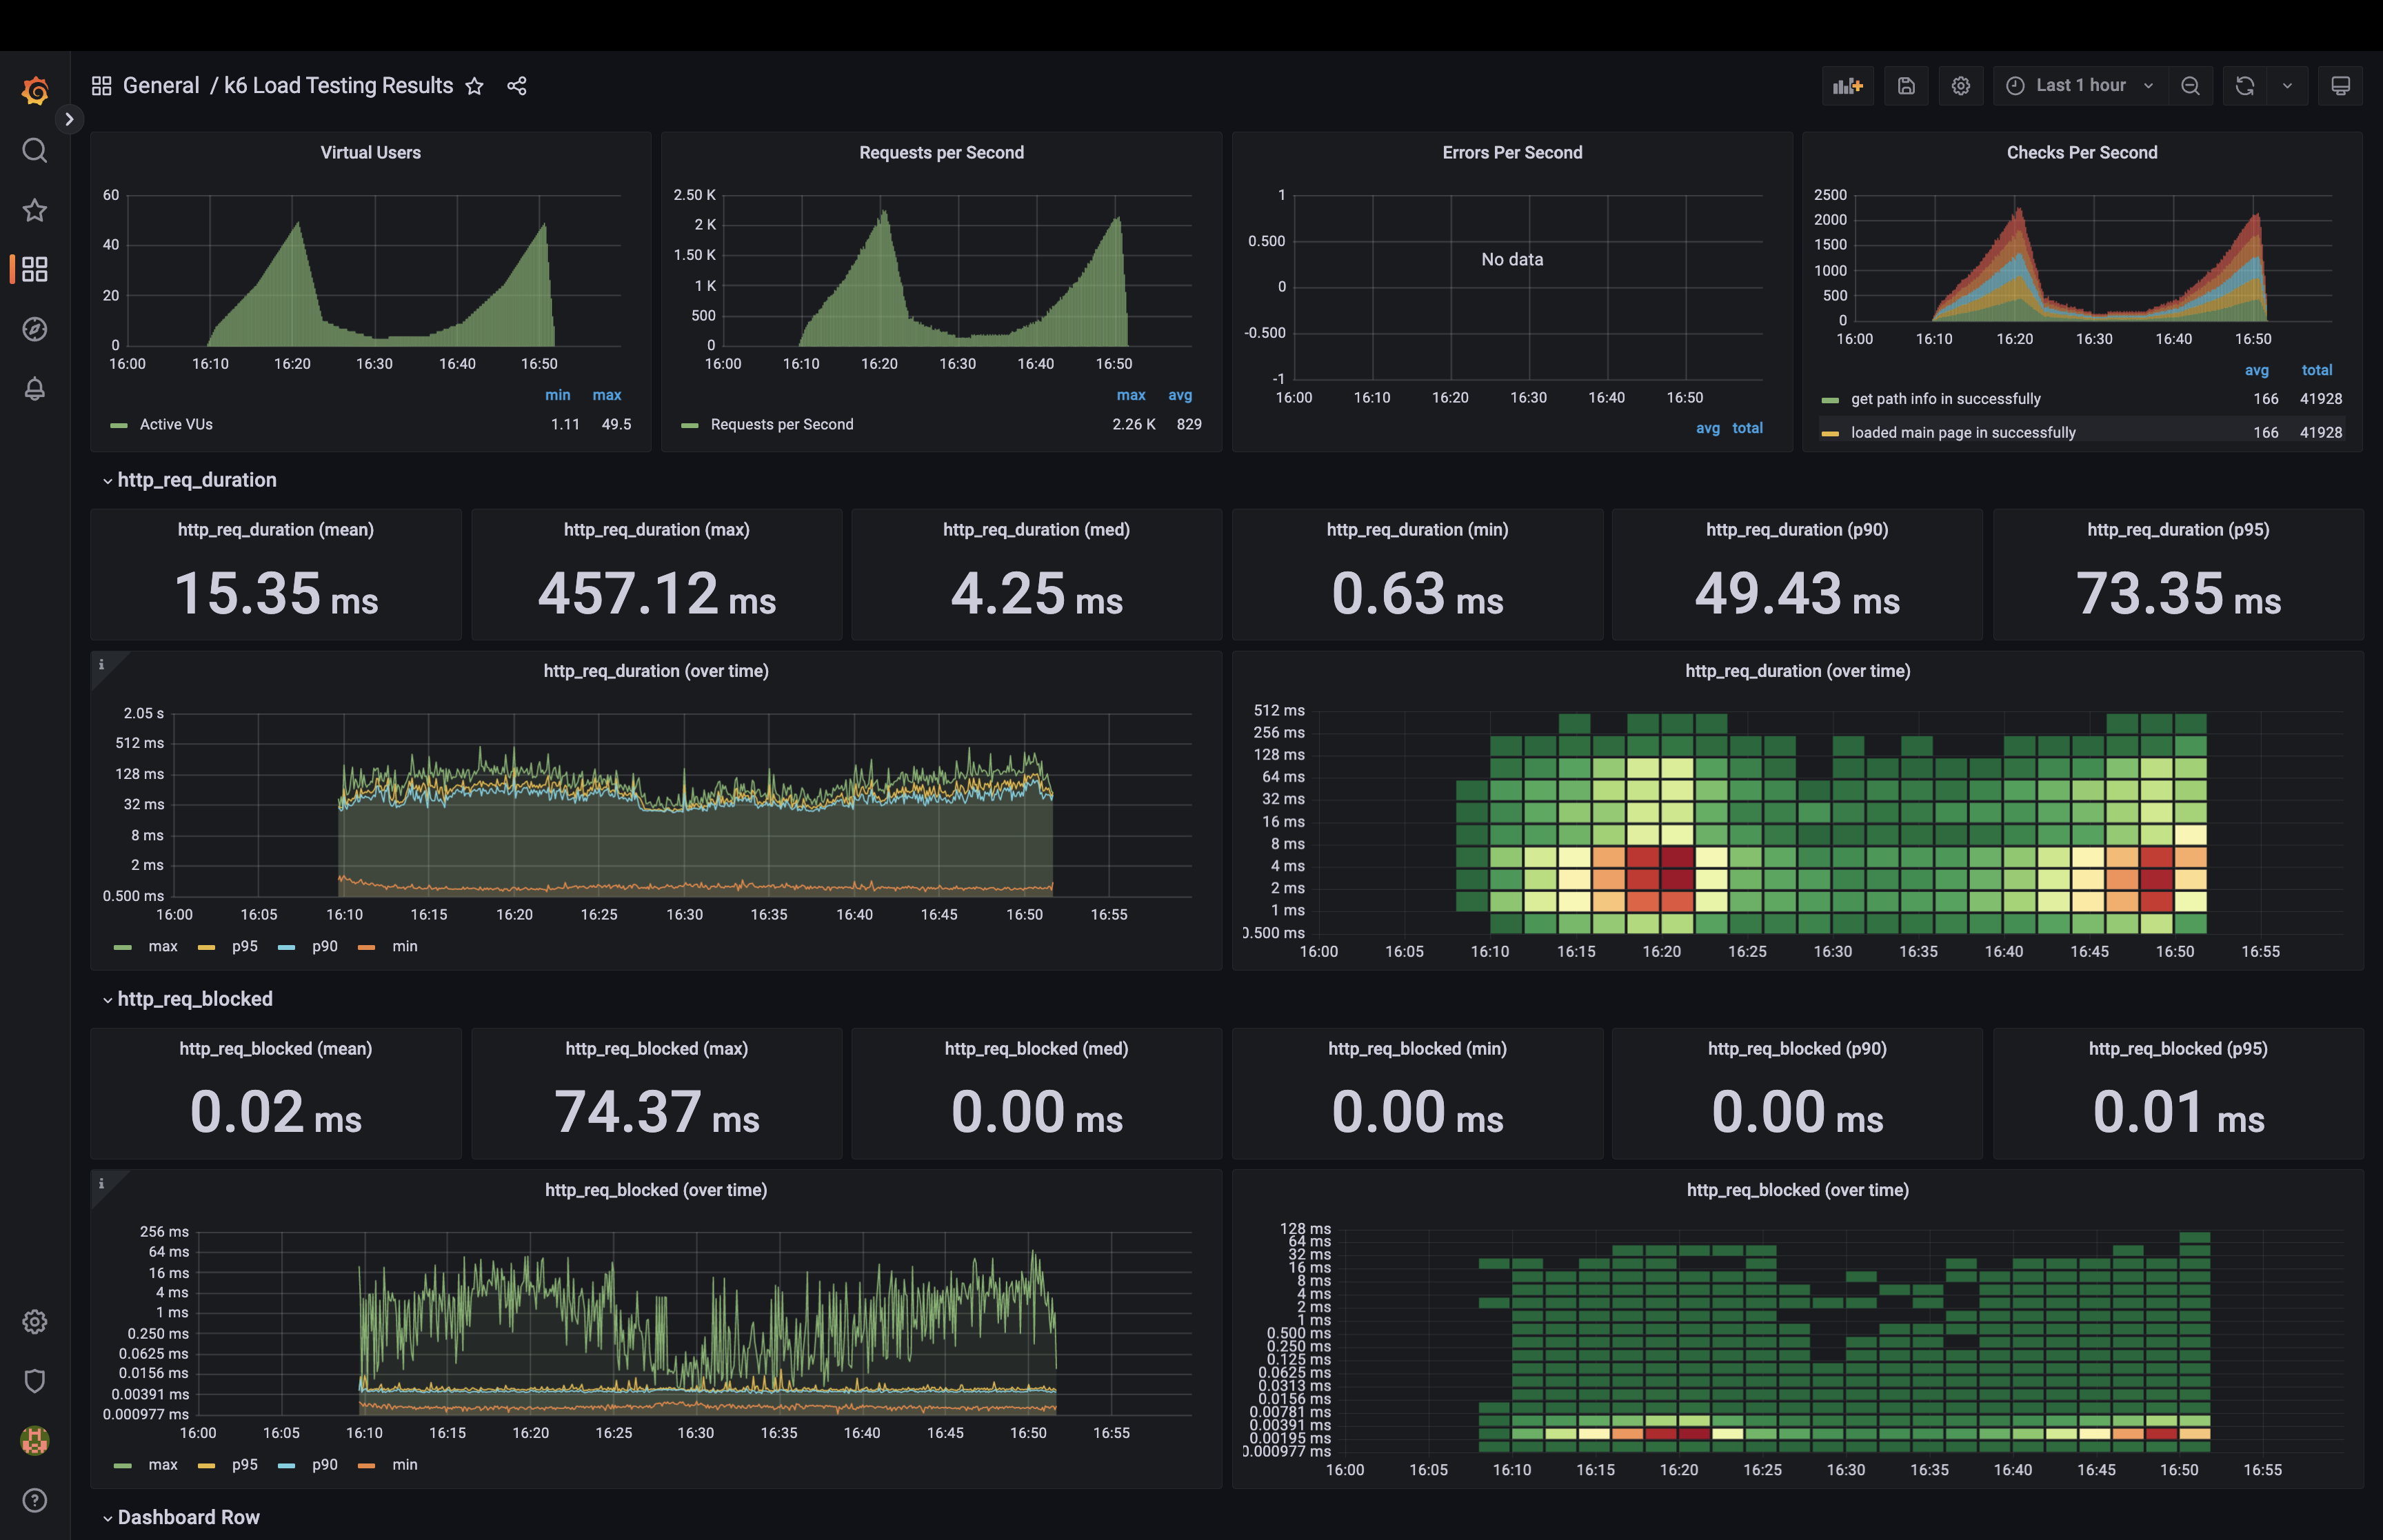 General / k6 Load Testing Results
Last 1 hour
Virtual Users
60
40
20
0
16:00 16:10 16:20 16:30 16:40 16:50
min max
Active VUs 1.11 49.5
Requests per Second
2.50 K
2 K
1.50 K
1 K
500
0
16:00 16:10 16:20 16:30 16:40 16:50
max avg
Requests per Second 2.26 K 829
Errors Per Second
1
0.500
0
-0.500
-1
No data
16:00 16:10 16:20 16:30 16:40 16:50
avg total
Checks Per Second
2500
2000
1500
1000
500
0
16:00 16:10 16:20 16:30 16:40 16:50
avg total
get path info in successfully 166 41928
loaded main page in successfully 166 41928
http_req_duration
http_req_duration (mean)
15.35 ms
http_req_duration (max)
457.12 ms
http_req_duration (med)
4.25 ms
http_req_duration (min)
0.63 ms
http_req_duration (p90)
49.43 ms
http_req_duration (p95)
73.35 ms
i
http_req_duration (over time)
2.05 s
512 ms
128 ms
32 ms
8 ms
2 ms
0.500 ms
16:00 16:05 16:10 16:15 16:20 16:25 16:30 16:35 16:40 16:45 16:50 16:55
max p95 p90 min
http_req_duration (over time)
512 ms
256 ms
128 ms
64 ms
32 ms
16 ms
8 ms
4 ms
2 ms
1 ms
0.500 ms
16:00 16:05 16:10 16:15 16:20 16:25 16:30 16:35 16:40 16:45 16:50 16:55
http_req_blocked
http_req_blocked (mean)
0.02 ms
http_req_blocked (max)
74.37 ms
http_req_blocked (med)
0.00 ms
http_req_blocked (min)
0.00 ms
http_req_blocked (p90)
0.00 ms
http_req_blocked (p95)
0.01 ms
i
http_req_blocked (over time)
256 ms
64 ms
16 ms
4 ms
1 ms
0.250 ms
0.0625 ms
0.0156 ms
0.00391 ms
0.000977 ms
16:00 16:05 16:10 16:15 16:20 16:25 16:30 16:35 16:40 16:45 16:50 16:55
max p95 p90 min
http_req_blocked (over time)
128 ms
64 ms
32 ms
16 ms
8 ms
4 ms
2 ms
1 ms
0.500 ms
0.250 ms
0.125 ms
0.0625 ms
0.0313 ms
0.0156 ms
0.00781 ms
0.00391 ms
0.00195 ms
0.000977 ms
16:00 16:05 16:10 16:15 16:20 16:25 16:30 16:35 16:40 16:45 16:50 16:55
Dashboard Row